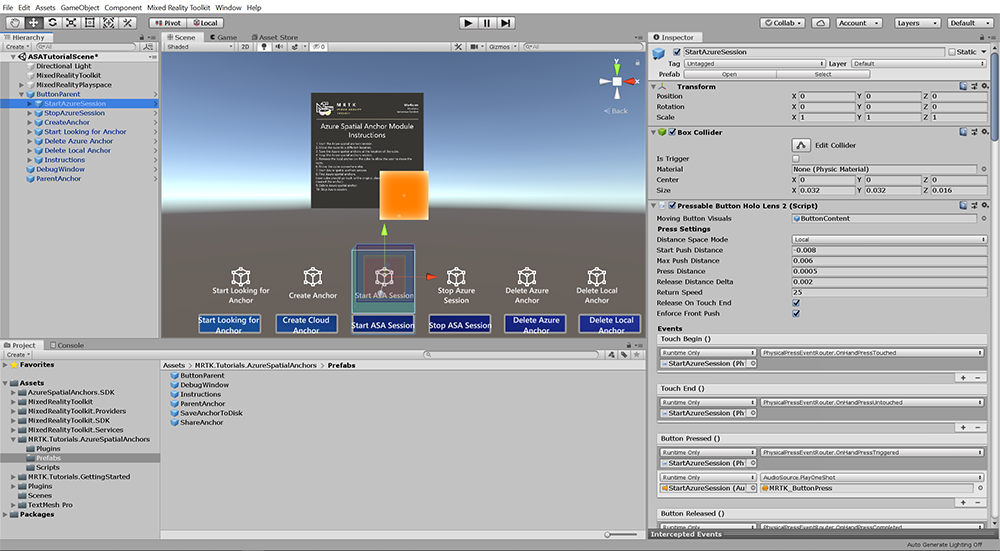 File Edit Assets GameObject Component Mixed Reality Toolkit Window Help
Pivot Local
Collab Account Layers Default
Hierarchy
Create All
ASATutorialScene*
Directional Light
MixedRealityToolkit
MixedRealityPlayspace
ButtonParent
StartAzureSession
StopAzureSession
CreateAnchor
Start Looking for Anchor
Delete Azure Anchor
Delete Local Anchor
Instructions
DebugWindow
ParentAnchor
Scene Game Asset Store
Shaded 2D 0 Gizmos All
y
x
Back
MRTK
Azure Spatial Anchor Module
Instructions
Start Looking for
Anchor
Create Anchor
Start ASA Session
Stop Azure
Session
Delete Azure
Anchor
Delete Local
Anchor
Start Looking for
Anchor
Create Cloud
Anchor
Start ASA Session
Stop ASA Session
Delete Azure
Anchor
Delete Local
Anchor
Project Console
Create
Favorites
Assets
AzureSpatialAnchors.SDK
MixedRealityToolkit
MixedRealityToolkit.Providers
MixedRealityToolkit.SDK
MixedRealityToolkit.Services
MRTK.Tutorials.AzureSpatialAnchors
Plugins
Prefabs
Scripts
MRTK.Tutorials.GettingStarted
Plugins
Scenes
TextMesh Pro
Packages
Assets > MRTK.Tutorials.AzureSpatialAnchors > Prefabs
ButtonParent
DebugWindow
Instructions
ParentAnchor
SaveAnchorToDisk
ShareAnchor
Inspector
StartAzureSession Static
Tag Untagged Layer Default
Prefab Open Select
Transform
Position X 0 Y 0 Z 0
Rotation X 0 Y 0 Z 0
Scale X 1 Y 1 Z 1
Box Collider
Edit Collider
Is Trigger
Material None (Physic Material)
Center X 0 Y 0 Z 0
Size X 0.032 Y 0.032 Z 0.016
Pressable Button Holo Lens 2 (Script)
Moving Button Visuals ButtonContent
Press Settings
Distance Space Mode Local
Start Push Distance -0.008
Max Push Distance 0.006
Press Distance 0.0005
Release Distance Delta 0.002
Return Speed 25
Release On Touch End
Enforce Front Push
Events
Touch Begin ()
Runtime Only PhysicalPressEventRouter.OnHandPressTouched
StartAzureSession (Ph
Touch End ()
Runtime Only PhysicalPressEventRouter.OnHandPressUntouched
StartAzureSession (Ph
Button Pressed ()
Runtime Only PhysicalPressEventRouter.OnHandPressTriggered
StartAzureSession (Ph
Runtime Only AudioSource.PlayOneShot
StartAzureSession (Au MRTK_ButtonPress
Button Released ()
Runtime Only PhysicalPressEventRouter.OnHandPressCompleted
Intercepted Events
Auto Generate Lighting Off